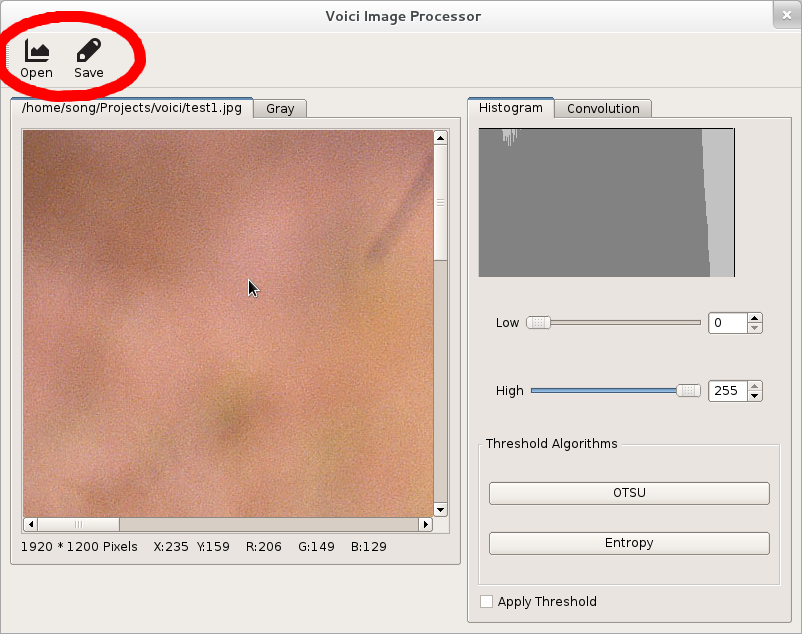 Voici Image Processor
Open Save
/home/song/Projects/voici/test1.jpg Gray
Histogram Convolution
Low 0
High 255
Threshold Algorithms
OTSU
Entropy
1920 * 1200 Pixels X:235 Y:159 R:206 G:149 B:129
Apply Threshold